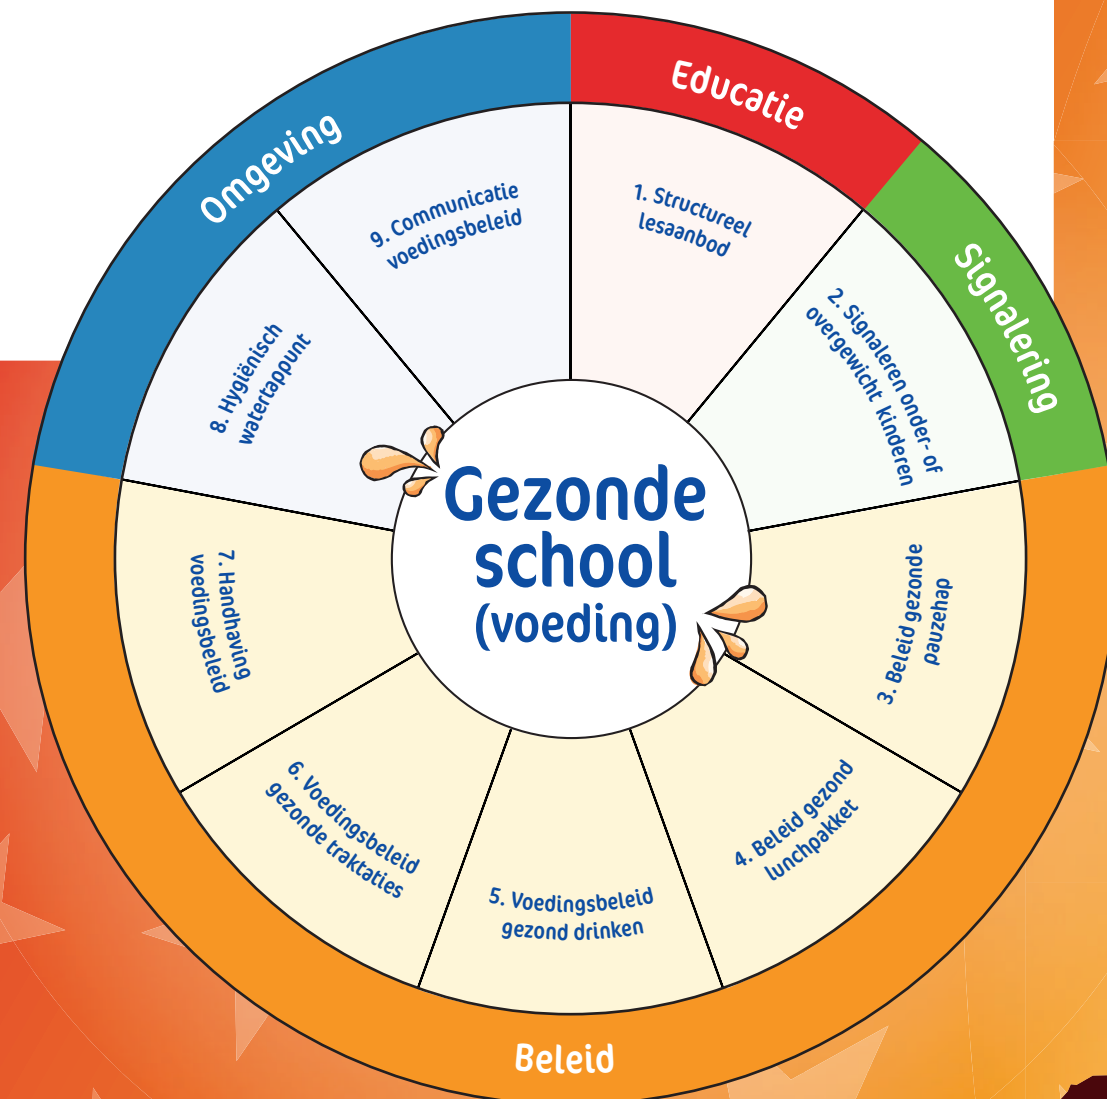 Omgeving
Educatie
Signalering
Beleid
Gezonde
school
(voeding)
1. Structureel
lesaanbod
2. Signaleren onder- of
overgewicht kinderen
3. Beleid gezonde
pauzehap
4. Beleid gezond
lunchpakket
5. Voedingsbeleid
gezond drinken
6. Voedingsbeleid
gezonde traktaties
7. Handhaving
voedingsbeleid
8. Hygiënisch
watertappunt
9. Communicatie
voedingsbeleid